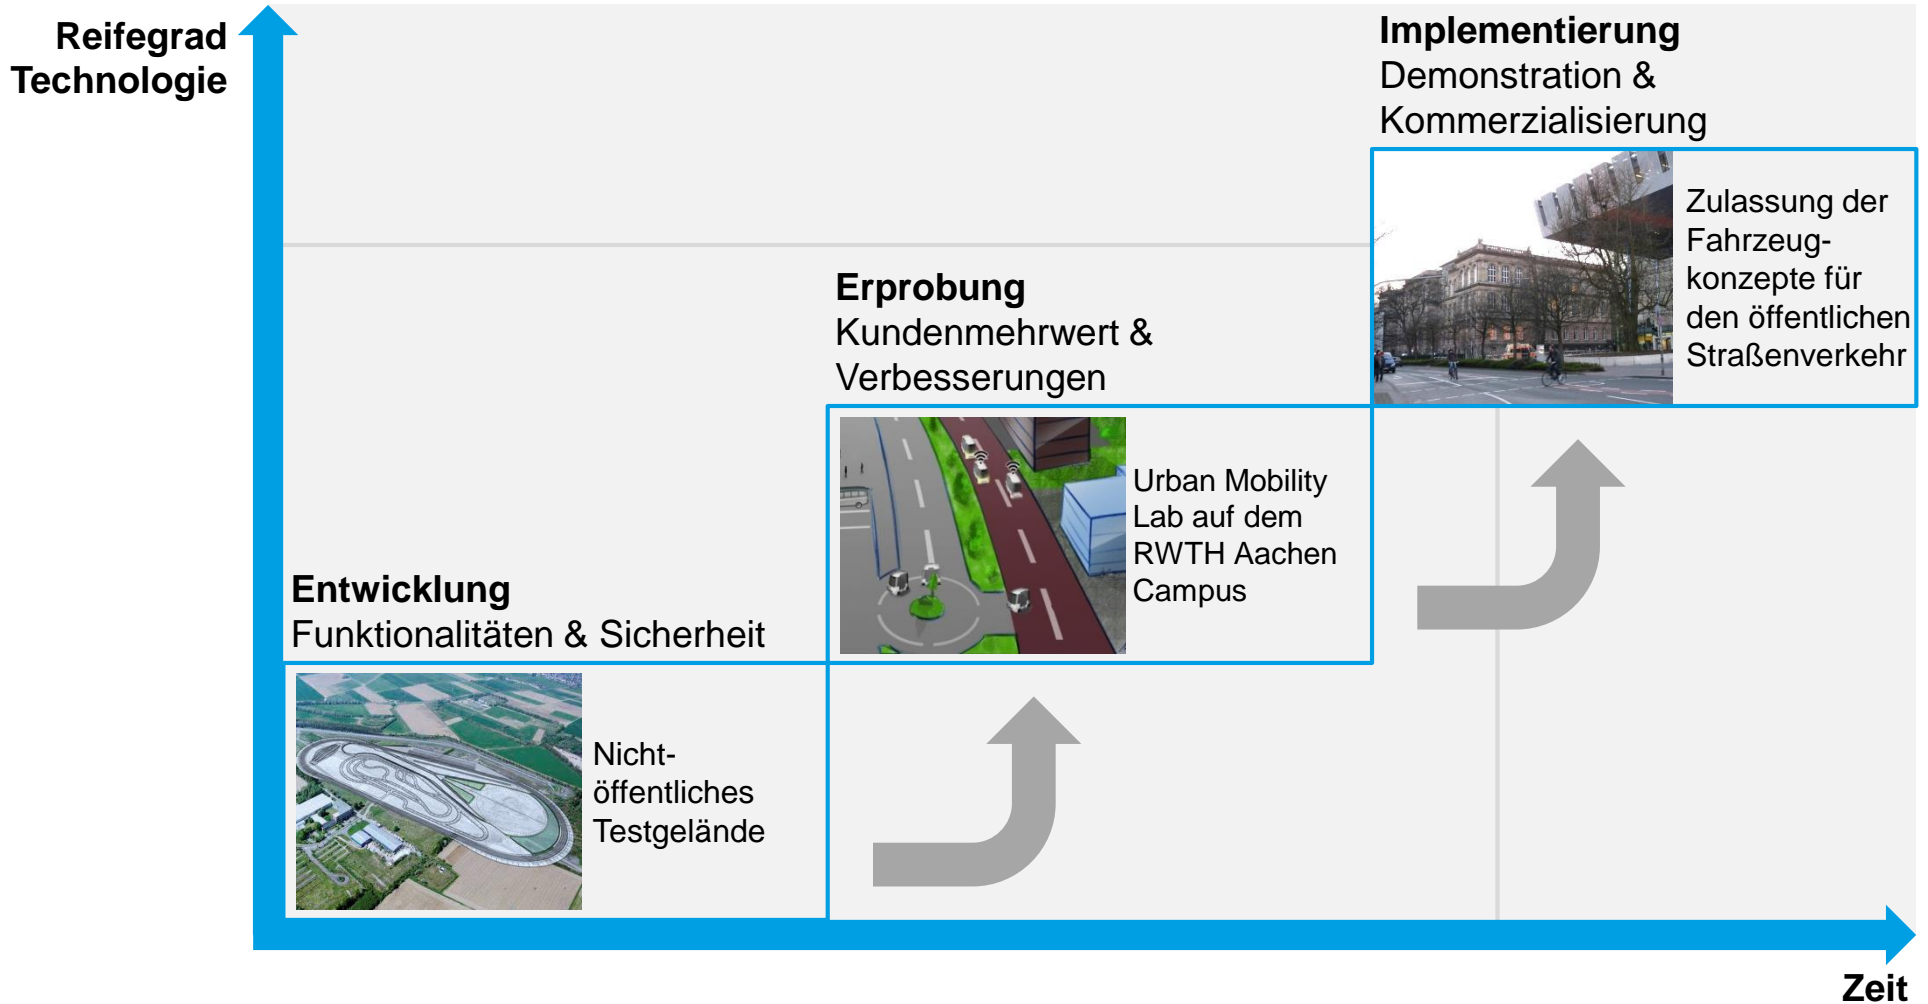 Reifegrad
Technologie
Implementierung
Demonstration &
Kommerzialisierung
Zulassung der
Fahrzeug-
konzepte für
den öffentlichen
Straßenverkehr
Erprobung
Kundenmehrwert &
Verbesserungen
Urban Mobility
Lab auf dem
RWTH Aachen
Campus
Entwicklung
Funktionalitäten & Sicherheit
Nicht-
öffentliches
Testgelände
Zeit